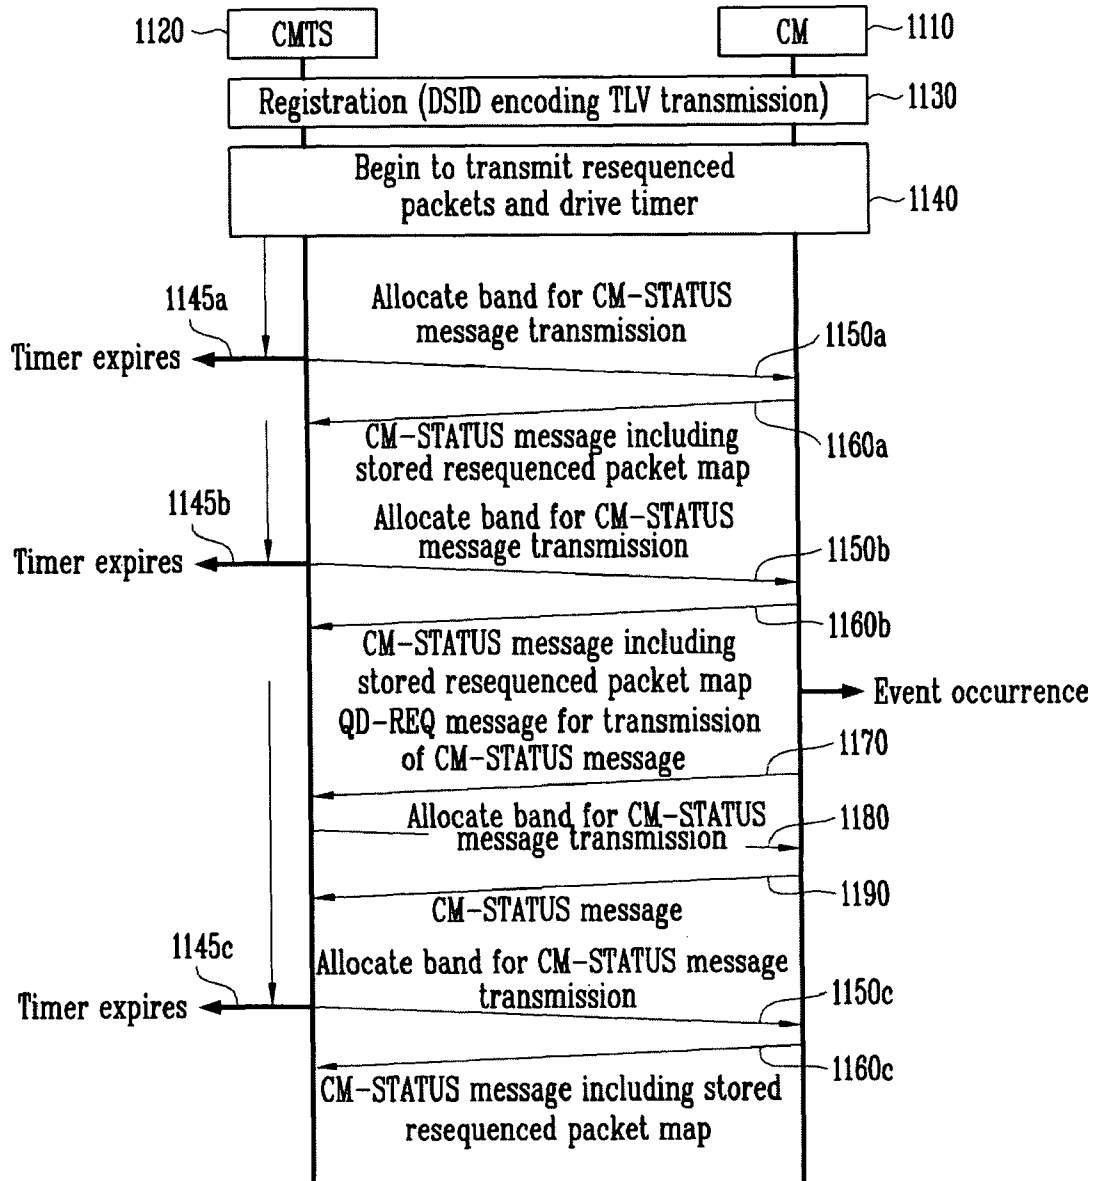 1120
CMTS
CM
1110
Registration (DSID encoding TLV transmission)
1130
Begin to transmit resequenced
packets and drive timer
1140
1145a
Allocate band for CM-STATUS
message transmission
1150a
Timer expires
CM-STATUS message including
stored resequenced packet map
1160a
1145b
Allocate band for CM-STATUS
message transmission
1150b
Timer expires
1160b
CM-STATUS message including
stored resequenced packet map
Event occurrence
QD-REQ message for transmission
of CM-STATUS message
1170
Allocate band for CM-STATUS
message transmission
1180
1190
CM-STATUS message
1145c
Allocate band for CM-STATUS message
transmission
1150c
Timer expires
1160c
CM-STATUS message including stored
resequenced packet map